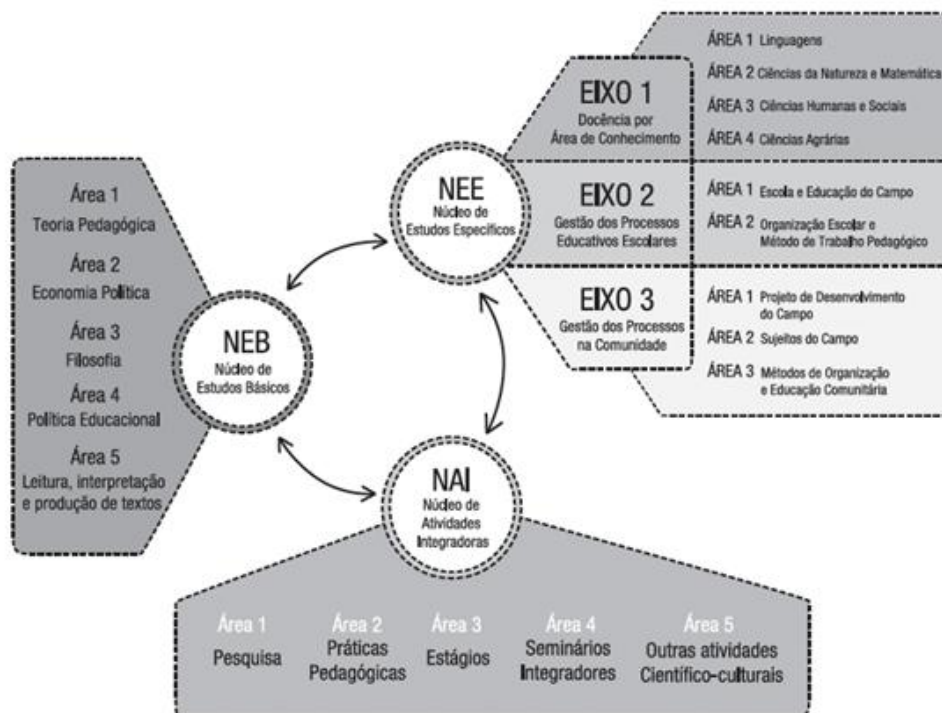 Área 1
Teoria Pedagógica
Área 2
Economia Política
Área 3
Filosofia
Área 4
Política Educacional
Área 5
Leitura, interpretação
e produção de textos
NEB
Núcleo de
Estudos Básicos
NEE
Núcleo de
Estudos Específicos
EIXO 1
Docência por
Área de Conhecimento
ÁREA 1 Linguagens
ÁREA 2 Ciências da Natureza e Matemática
ÁREA 3 Ciências Humanas e Sociais
ÁREA 4 Ciências Agrárias
EIXO 2
Gestão dos Processos
Educativos Escolares
ÁREA 1 Escola e Educação do Campo
ÁREA 2 Organização Escolar e
Método de Trabalho Pedagógico
EIXO 3
Gestão dos Processos
na Comunidade
ÁREA 1 Projeto de Desenvolvimento
do Campo
ÁREA 2 Sujeitos do Campo
ÁREA 3 Métodos de Organização
e Educação Comunitária
NAI
Núcleo de
Atividades
Integradoras
Área 1
Pesquisa
Área 2
Práticas
Pedagógicas
Área 3
Estágios
Área 4
Seminários
Integradores
Área 5
Outras atividades
Científico-culturais